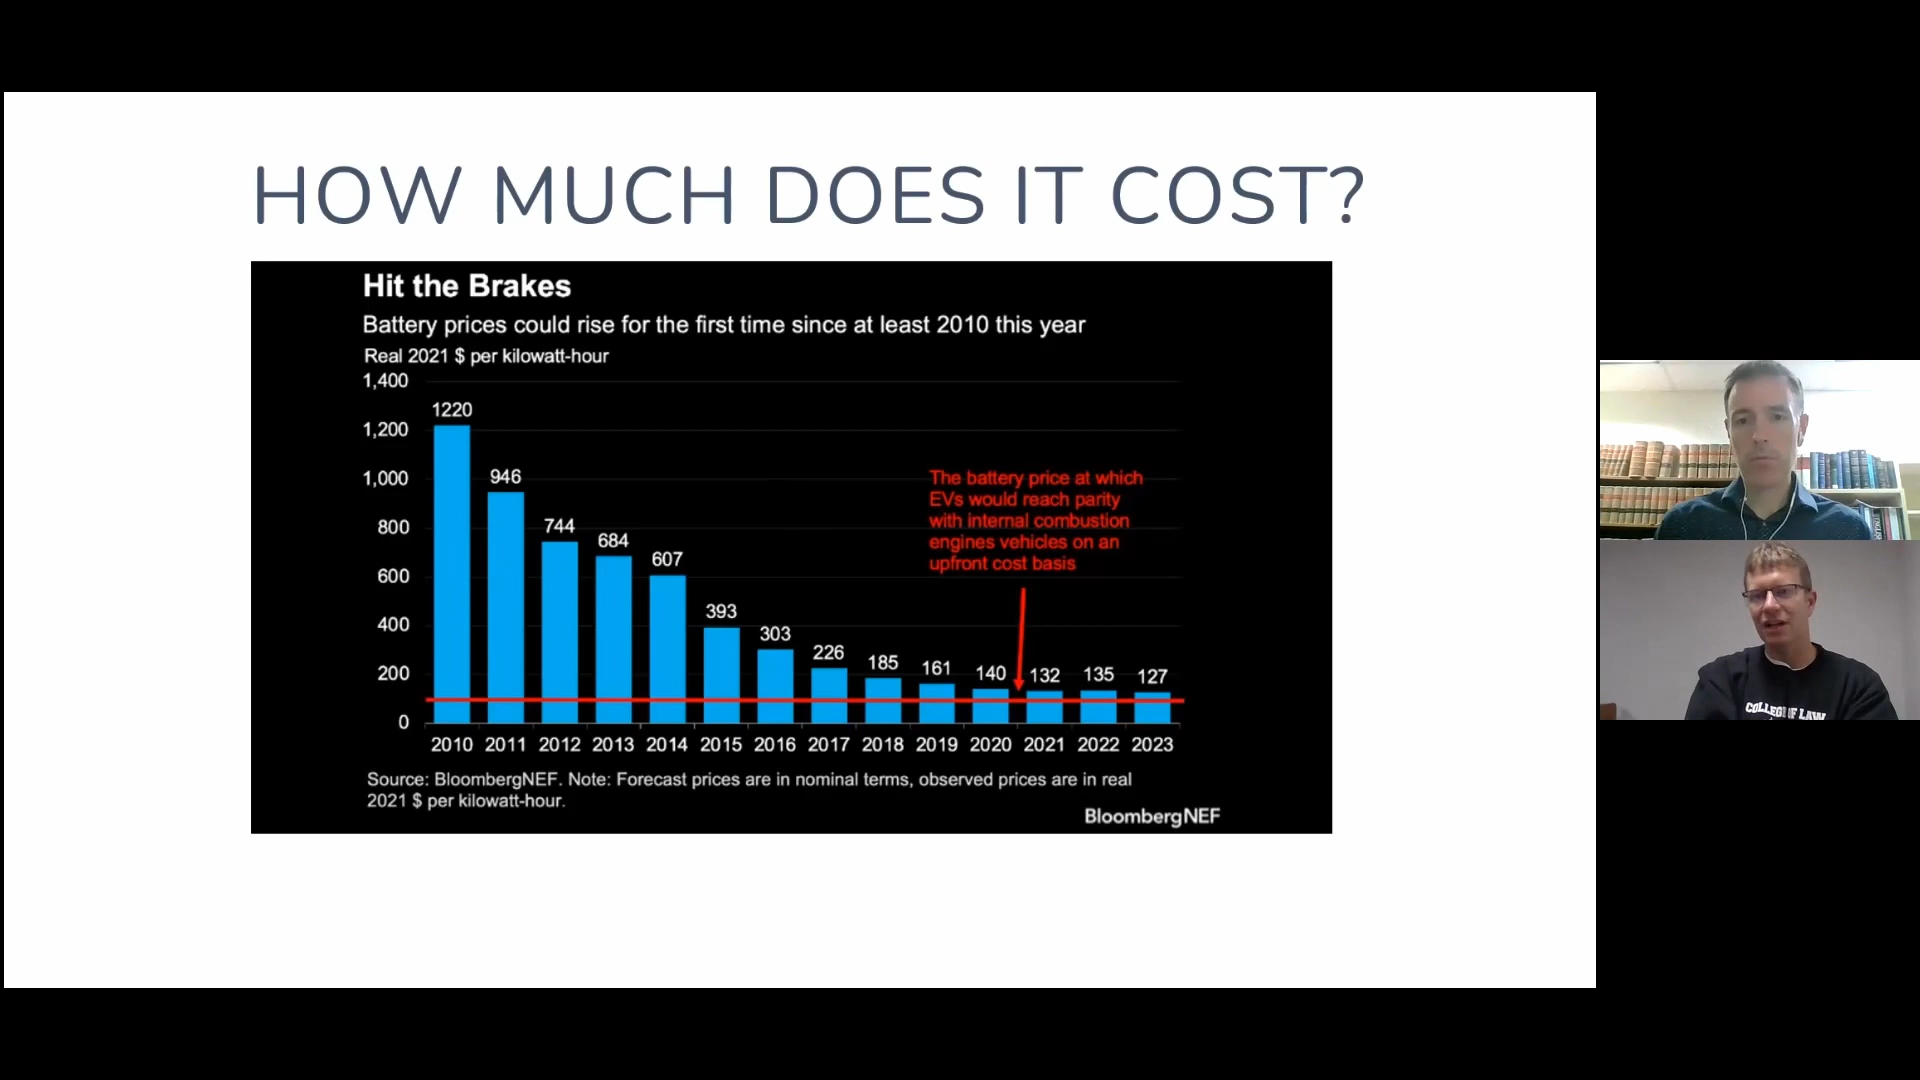 HOW MUCH DOES IT COST?
Hit the Brakes
Battery prices could rise for the first time since at least 2010 this year
Real 2021 $ per kilowatt-hour
1,400
1,200
1,000
800
600
400
200
0
1220
946
744
684
607
393
303
226
185
161
140
132
135
127
The battery price at which
EVs would reach parity
with internal combustion
engines vehicles on an
upfront cost basis
2010 2011 2012 2013 2014 2015 2016 2017 2018 2019 2020 2021 2022 2023
Source: BloombergNEF. Note: Forecast prices are in nominal terms, observed prices are in real
2021 $ per kilowatt-hour.
BloombergNEF
COLLEGE OF LAW